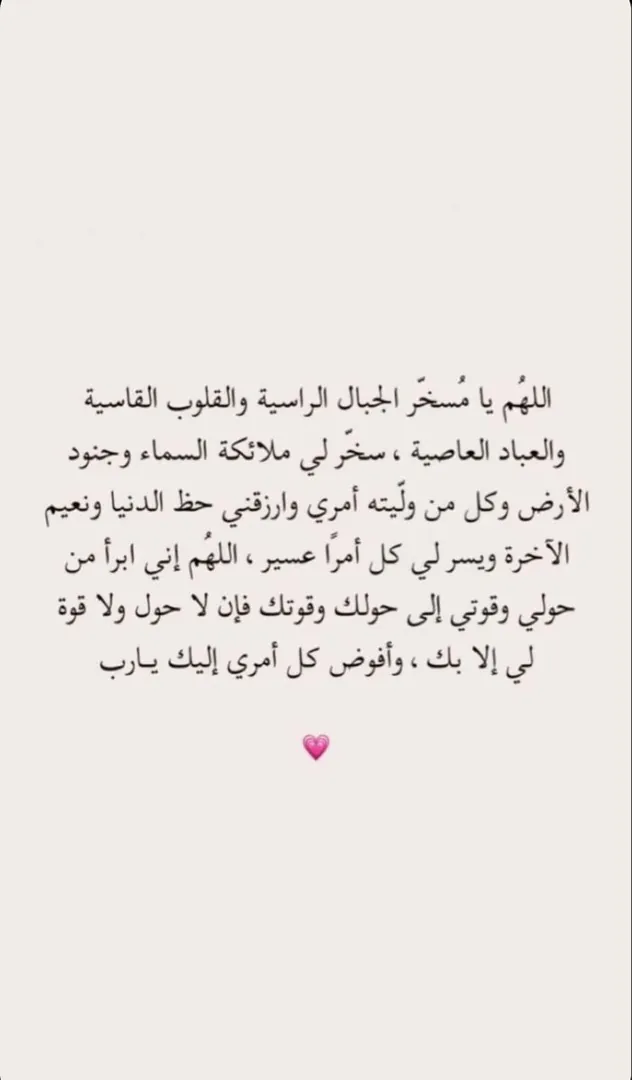 اللهُم يا مُسخّر الجبال الراسية والقلوب القاسية
والعباد العاصية ، سخّر لي ملائكة السماء وجنود
الأرض وكل من ولّيته أمري وارزقني حظ الدنيا ونعيم
الآخرة ويسر لي كل أمرًا عسير ، اللهُم إني ابرأ من
حولي وقوتي إلى حولك وقوتك فإن لا حول ولا قوة
لي إلا بك ، وأفوض كل أمري إليك يـارب
💗